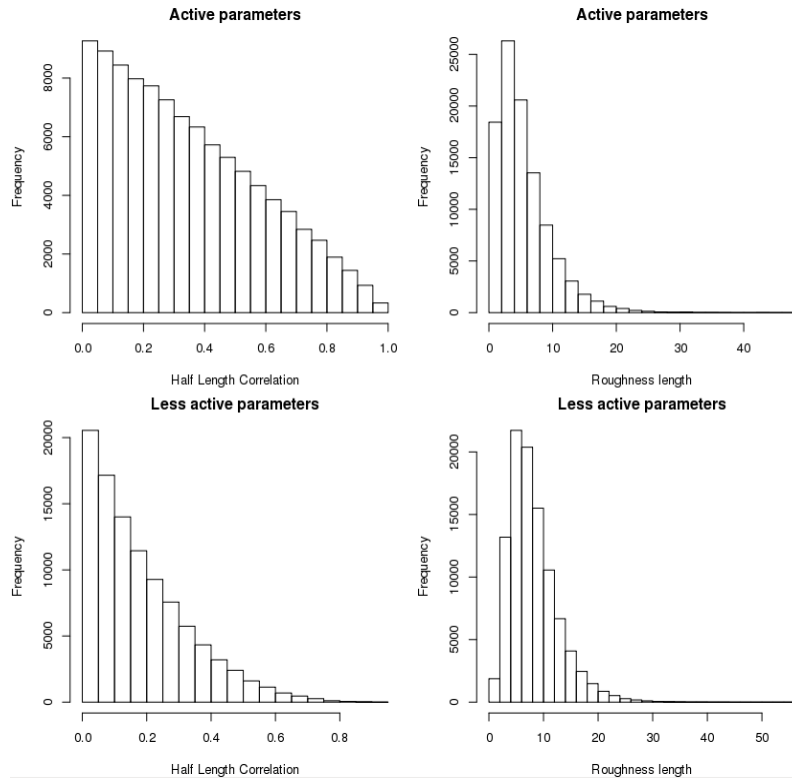 Active parameters
Frequency
0
2000
4000
6000
8000
0.0 0.2 0.4 0.6 0.8 1.0
Half Length Correlation
Active parameters
Frequency
0
5000
10000
15000
20000
25000
0 10 20 30 40
Roughness length
Less active parameters
Frequency
0
5000
10000
15000
20000
0.0 0.2 0.4 0.6 0.8
Half Length Correlation
Less active parameters
Frequency
0
5000
10000
15000
20000
0 10 20 30 40 50
Roughness length